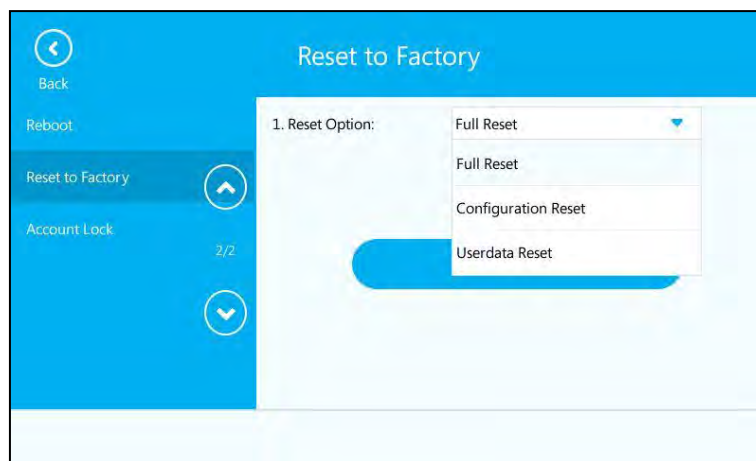 Reset to Factory
Back
Reboot
Reset to Factory
Account Lock
2/2
1. Reset Option:
Full Reset
Full Reset
Configuration Reset
Userdata Reset